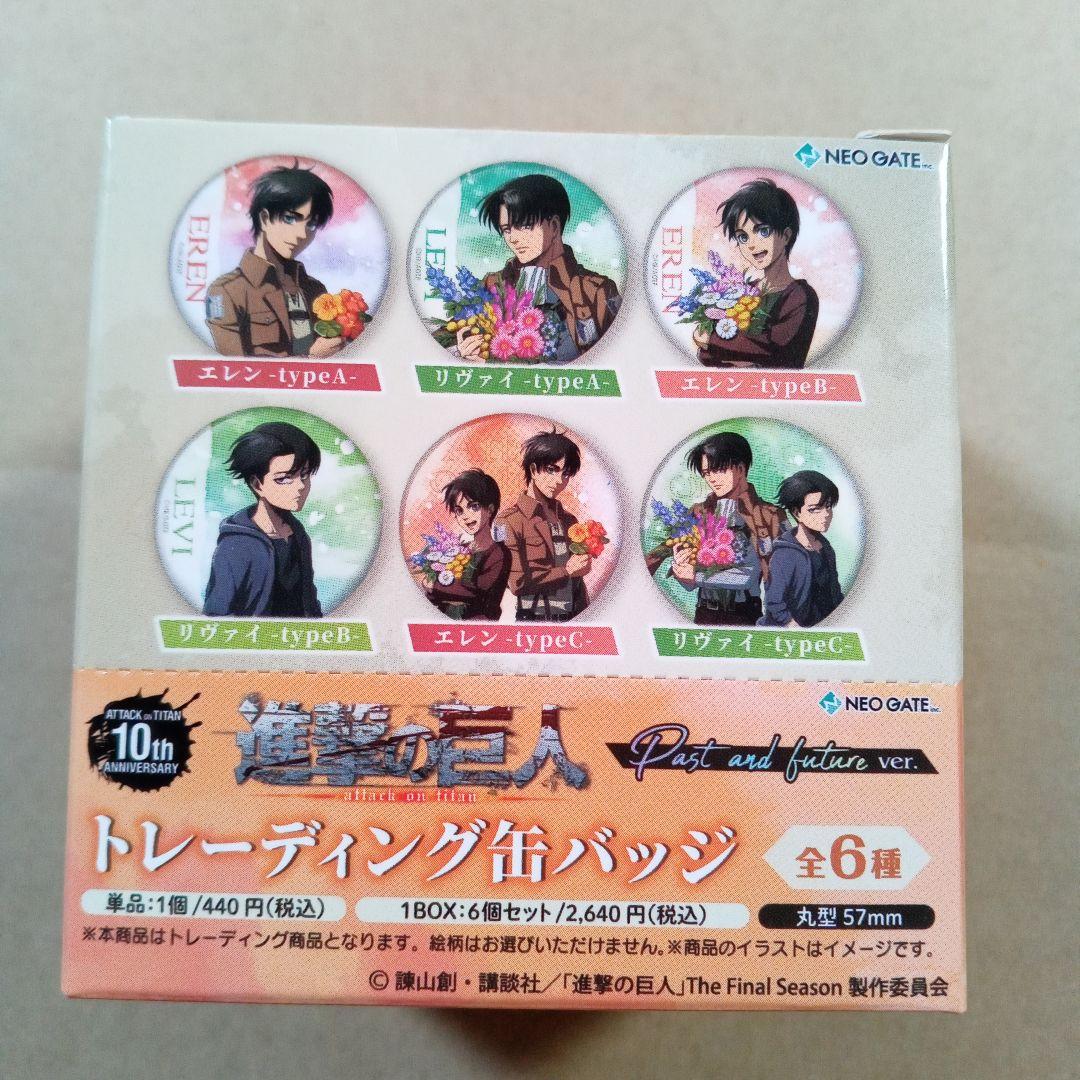 NEO GATE inc.
EREN
LEVI
EREN
エレン -typeA-
リヴァイ -typeA-
エレン -typeB-
LEVI
リヴァイ -typeB-
エレン -typeC-
リヴァイ -typeC-
ATTACK ON TITAN
10th
ANNIVERSARY
進撃の巨人
attack on titan
NEO GATE inc.
Past and future ver.
トレーディング缶バッジ
全6種
単品:1個/440円(税込)
1BOX:6個セット/2,640円(税込)
丸型57mm
※本商品はトレーディング商品となります。絵柄はお選びいただけません。※商品のイラストはイメージです。
© 諫山創・講談社/「進撃の巨人」The Final Season 製作委員会